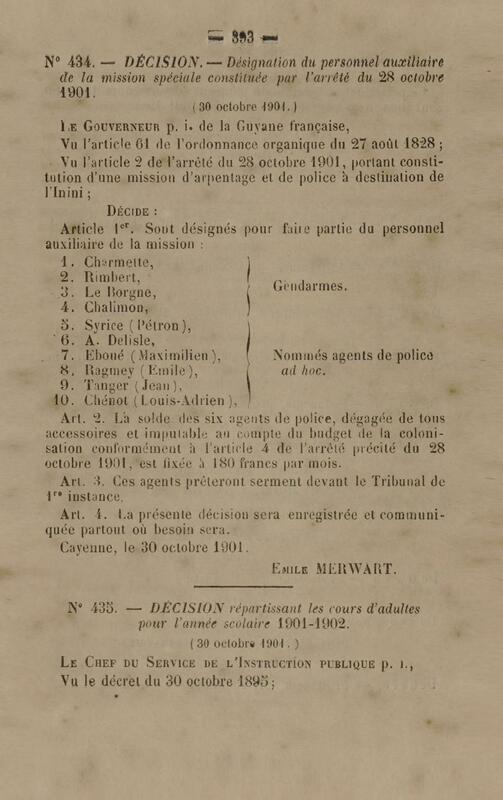 — 393 —
N° 434. — DÉCISION. — Désignation du personnel auxiliaire
de la mission spéciale constituée par l'arrêté du 28 octobre
1901.
(30 octobre 1901.)
LE GOUVERNEUR p. i. de la Guyane française,
Vu l'article 61 de l'ordonnance organique du 27 août 1828;
Vu l'article 2 de l'arrêté du 28 octobre 1901, portant consti-
tution d'une mission d'arpentage et de police à destination de
l'Inini;
DÉCIDE :
Article 1er. Sont désignés pour faire partie du personnel
auxiliaire de la mission :
1. Charmette,
2. Rimbert,
3. Le Borgne,
4. Chalimon,
Gendarmes.
5. Syrice (Pétron),
6. A. Delisle,
7. Eboué (Maximilien),
8. Ragmey (Emile),
9. Tanger (Jean),
10. Chénot (Louis-Adrien),
Nommés agents de police
ad hoc.
Art. 2. La solde des six agents de police, dégagée de tous
accessoires et imputable au compte du budget de la coloni-
sation conformément à l'article 4 de l'arrêté précité du 28
octobre 1901, est fixée à 180 francs par mois.
Art. 3. Ces agents prêteront serment devant le Tribunal de
1re instance.
Art. 4. La présente décision sera enregistrée et communi-
quée partout où besoin sera.
Cayenne, le 30 octobre 1901.
EMILE MERWART.
N° 435. — DÉCISION répartissant les cours d'adultes
pour l'année scolaire 1901-1902.
(30 octobre 1901.)
LE CHEF DU SERVICE DE L'INSTRUCTION PUBLIQUE P. I.,
Vu le décret du 30 octobre 1895;